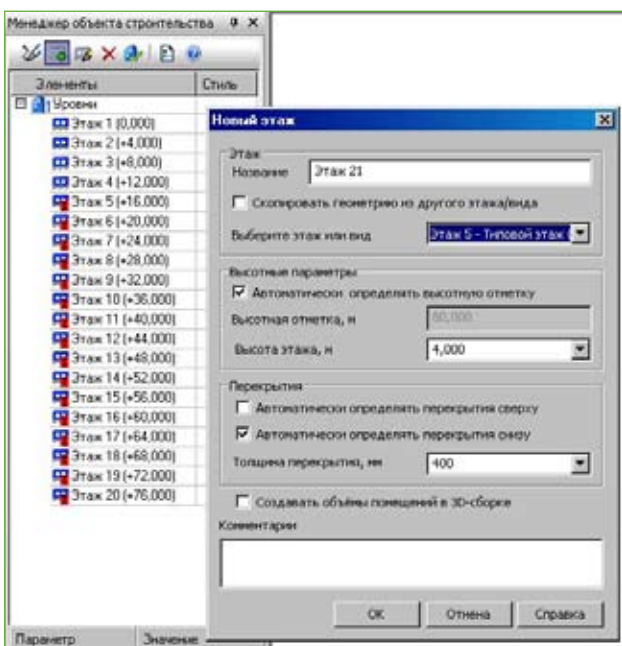 Менеджер объекта строительства
Элементы Стиль
Уровни
Этаж 1 (0,000)
Этаж 2 (+4,000)
Этаж 3 (+8,000)
Этаж 4 (+12,000)
Этаж 5 (+16,000)
Этаж 6 (+20,000)
Этаж 7 (+24,000)
Этаж 8 (+28,000)
Этаж 9 (+32,000)
Этаж 10 (+36,000)
Этаж 11 (+40,000)
Этаж 12 (+44,000)
Этаж 13 (+48,000)
Этаж 14 (+52,000)
Этаж 15 (+56,000)
Этаж 16 (+60,000)
Этаж 17 (+64,000)
Этаж 18 (+68,000)
Этаж 19 (+72,000)
Этаж 20 (+76,000)
Параметр Значение
Новый этаж
Этаж
Название Этаж 21
Скопировать геометрию из другого этажа/вида
Выберите этаж или вид Этаж 5 - Типовой этаж (
Высотные параметры
Автоматически определять высотную отметку
Высотная отметка, м 80,000
Высота этажа, м 4,000
Перекрытия
Автоматически определять перекрытия сверху
Автоматически определять перекрытия снизу
Толщина перекрытия, мм 400
Создавать объёмы помещений в 3D-сборке
Комментарии
ОК Отмена Справка